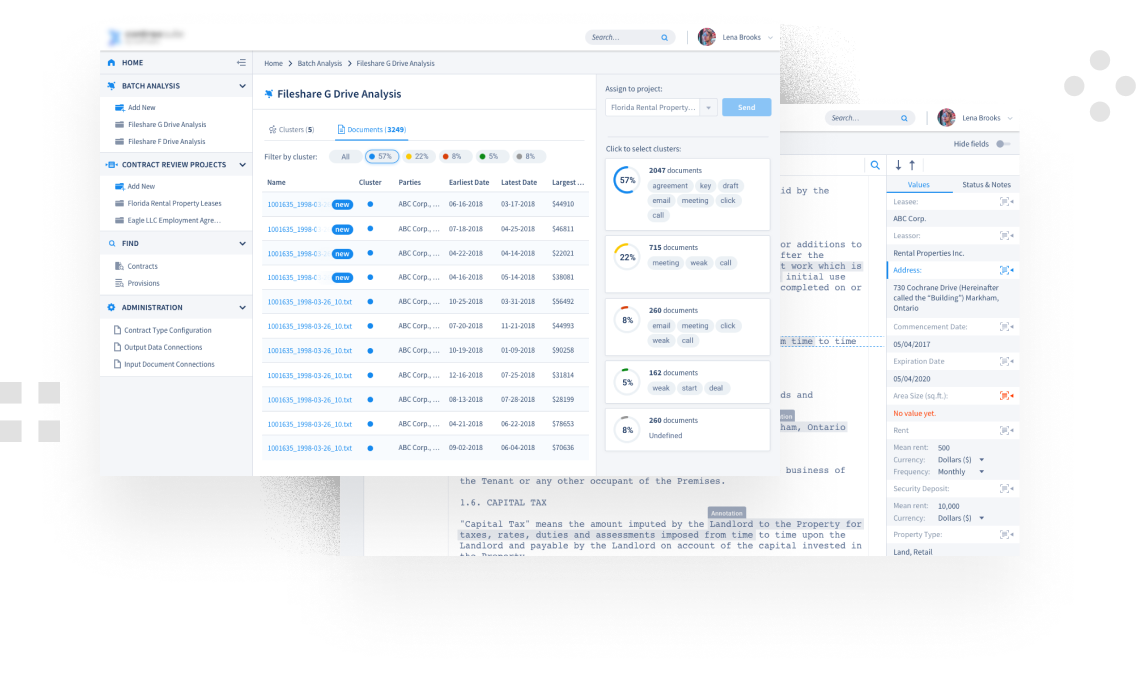 Search...
Lena Brooks
HOME
BATCH ANALYSIS
Add New
Fileshare G Drive Analysis
Fileshare F Drive Analysis
CONTRACT REVIEW PROJECTS
Add New
Florida Rental Property Leases
Eagle LLC Employment Agre...
FIND
Contracts
Provisions
ADMINISTRATION
Contract Type Configuration
Output Data Connections
Input Document Connections
Home > Batch Analysis > Fileshare G Drive Analysis
Fileshare G Drive Analysis
Clusters (5) Documents (3249)
Filter by cluster: All 57% 22% 8% 5% 8%
Name Cluster Parties Earliest Date Latest Date Largest ...
1001635_1998-0 new ABC Corp., ... 06-16-2018 03-17-2018 $44910
1001635_1998-0 new ABC Corp., ... 07-18-2018 04-25-2018 $46811
1001635_1998-0 new ABC Corp., ... 04-22-2018 04-14-2018 $22021
1001635_1998-0 new ABC Corp., ... 04-16-2018 05-14-2018 $38081
1001635_1998-03-26_10.txt ABC Corp., ... 10-25-2018 03-31-2018 $56492
1001635_1998-03-26_10.txt ABC Corp., ... 07-20-2018 11-21-2018 $44993
1001635_1998-03-26_10.txt ABC Corp., ... 10-19-2018 01-09-2018 $90258
1001635_1998-03-26_10.txt ABC Corp., ... 12-16-2018 07-25-2018 $31814
1001635_1998-03-26_10.txt ABC Corp., ... 08-13-2018 07-28-2018 $28199
1001635_1998-03-26_10.txt ABC Corp., ... 04-21-2018 06-22-2018 $78653
1001635_1998-03-26_10.txt ABC Corp., ... 09-02-2018 06-04-2018 $70636
Assign to project:
Florida Rental Property... Send
Click to select clusters:
57% 2047 documents
agreement key draft
email meeting click
call
22% 715 documents
meeting weak call
8% 260 documents
email meeting click
weak call
5% 162 documents
weak start deal
8% 260 documents
Undefined
Search...
Lena Brooks
Hide fields
id by the
or additions to
fter the
t work which is
initial use
completed on or
m time to time
ds and
tion
ham, Ontario
business of
the Tenant or any other occupant of the Premises.
1.6. CAPITAL TAX
Annotation
"Capital Tax" means the amount imputed by the Landlord to the Property for
taxes, rates, duties and assessments imposed from time to time upon the
Landlord and payable by the Landlord on account of the capital invested in
the Property
Values Status & Notes
Leasee:
ABC Corp.
Leassor:
Rental Properties Inc.
Address:
730 Cochrane Drive (Hereinafter
called the "Building") Markham,
Ontario
Commencement Date:
05/04/2017
Expiration Date
05/04/2020
Area Size (sq.ft.):
No value yet.
Rent
Mean rent: 500
Currency: Dollars ($)
Frequency: Monthly
Security Deposit:
Mean rent: 10,000
Currency: Dollars ($)
Property Type:
Land, Retail